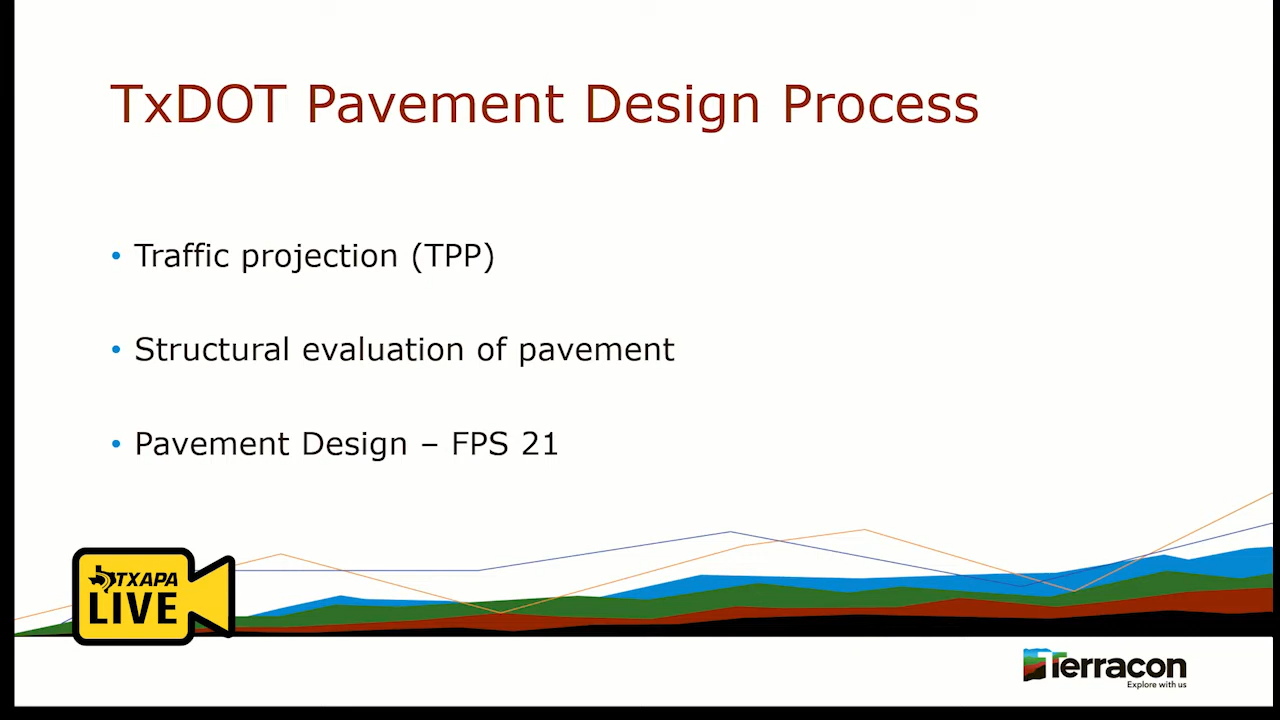 TxDOT Pavement Design Process
• Traffic projection (TPP)
• Structural evaluation of pavement
• Pavement Design – FPS 21
TXAPA
LIVE
Terracon
Explore with us